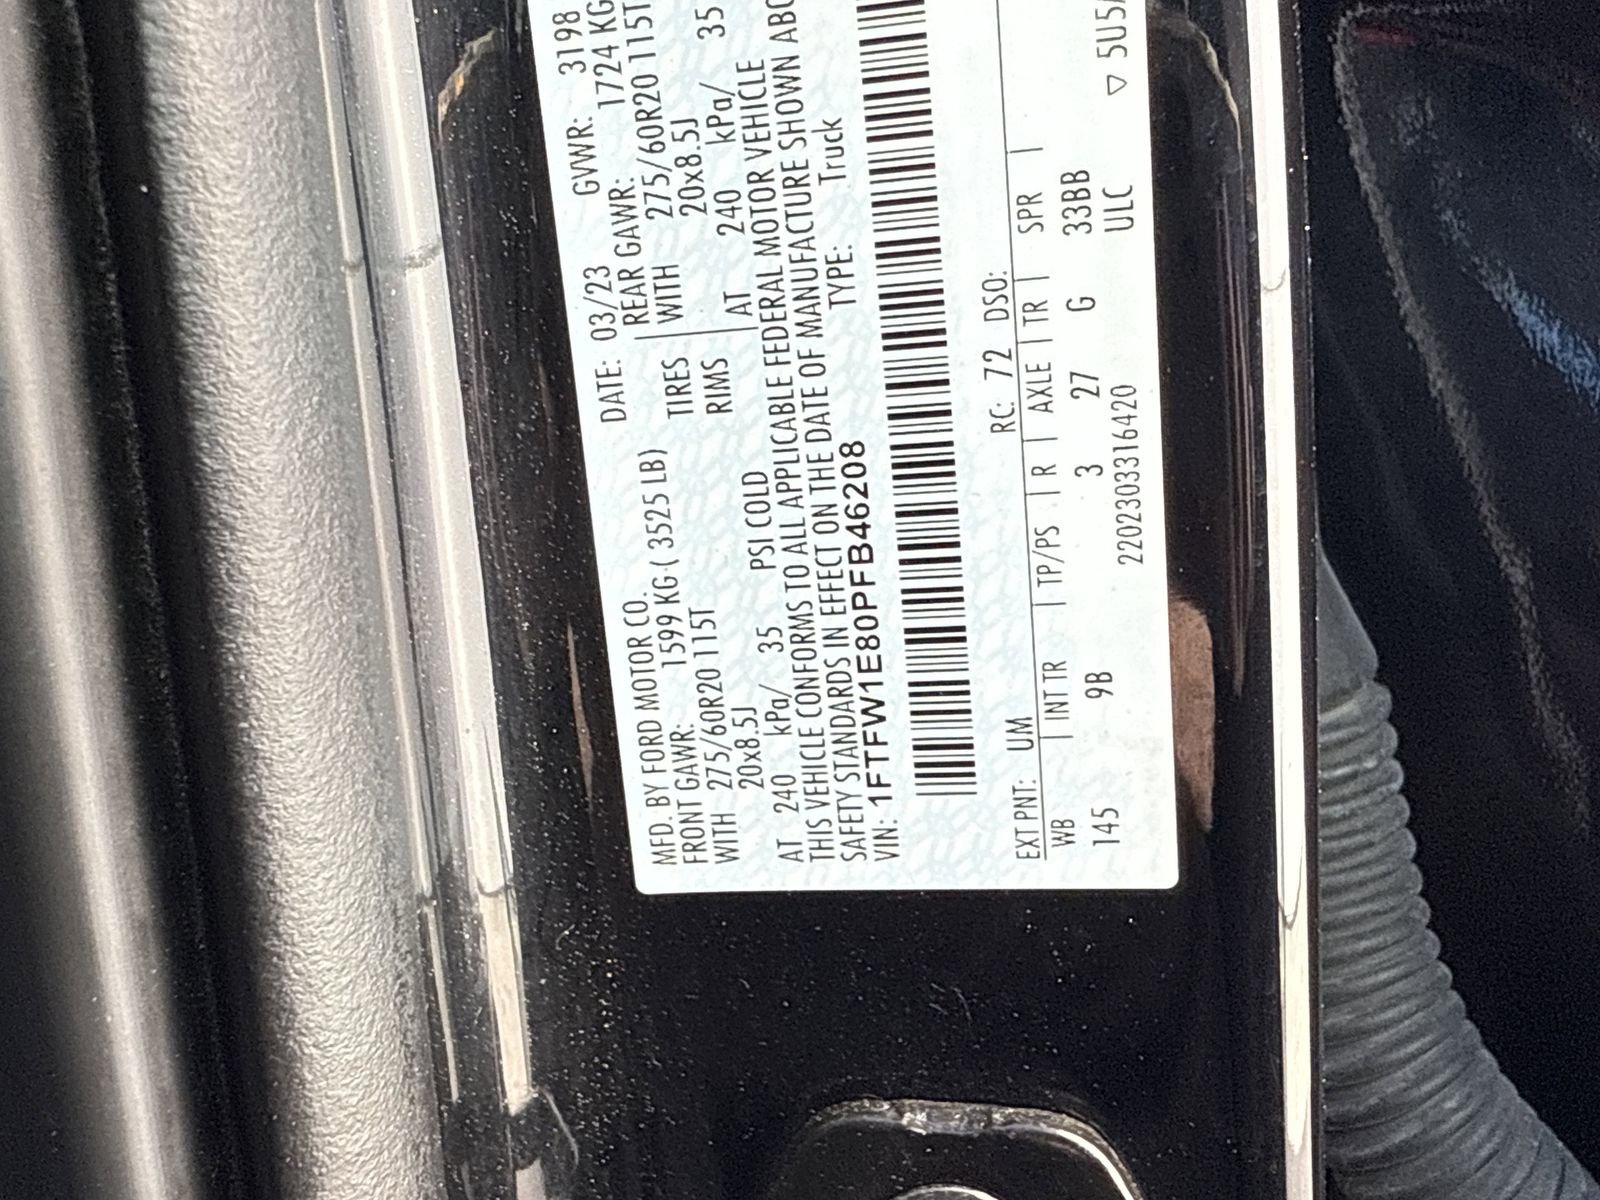 MFD. BY FORD MOTOR CO. DATE: 03/23 GVWR: 3198
FRONT GAWR: 1599 KG ( 3525 LB) REAR GAWR: 1724 KG
WITH 275/60R20 115T TIRES WITH 275/60R20 115T
20x8.5J RIMS 20x8.5J
AT 240 kPa/ 35 PSI COLD AT 240 kPa/ 35
THIS VEHICLE CONFORMS TO ALL APPLICABLE FEDERAL MOTOR VEHICLE
SAFETY STANDARDS IN EFFECT ON THE DATE OF MANUFACTURE SHOWN
VIN: 1FTFW1E80PFB46208 TYPE: Truck
EXT PNT: UM RC: 72 DSO:
WB | INT TR | TP/PS | R | AXLE | TR | SPR |
145 9B 3 27 G 33BB
2202303316420 ULC ▽ 5U5